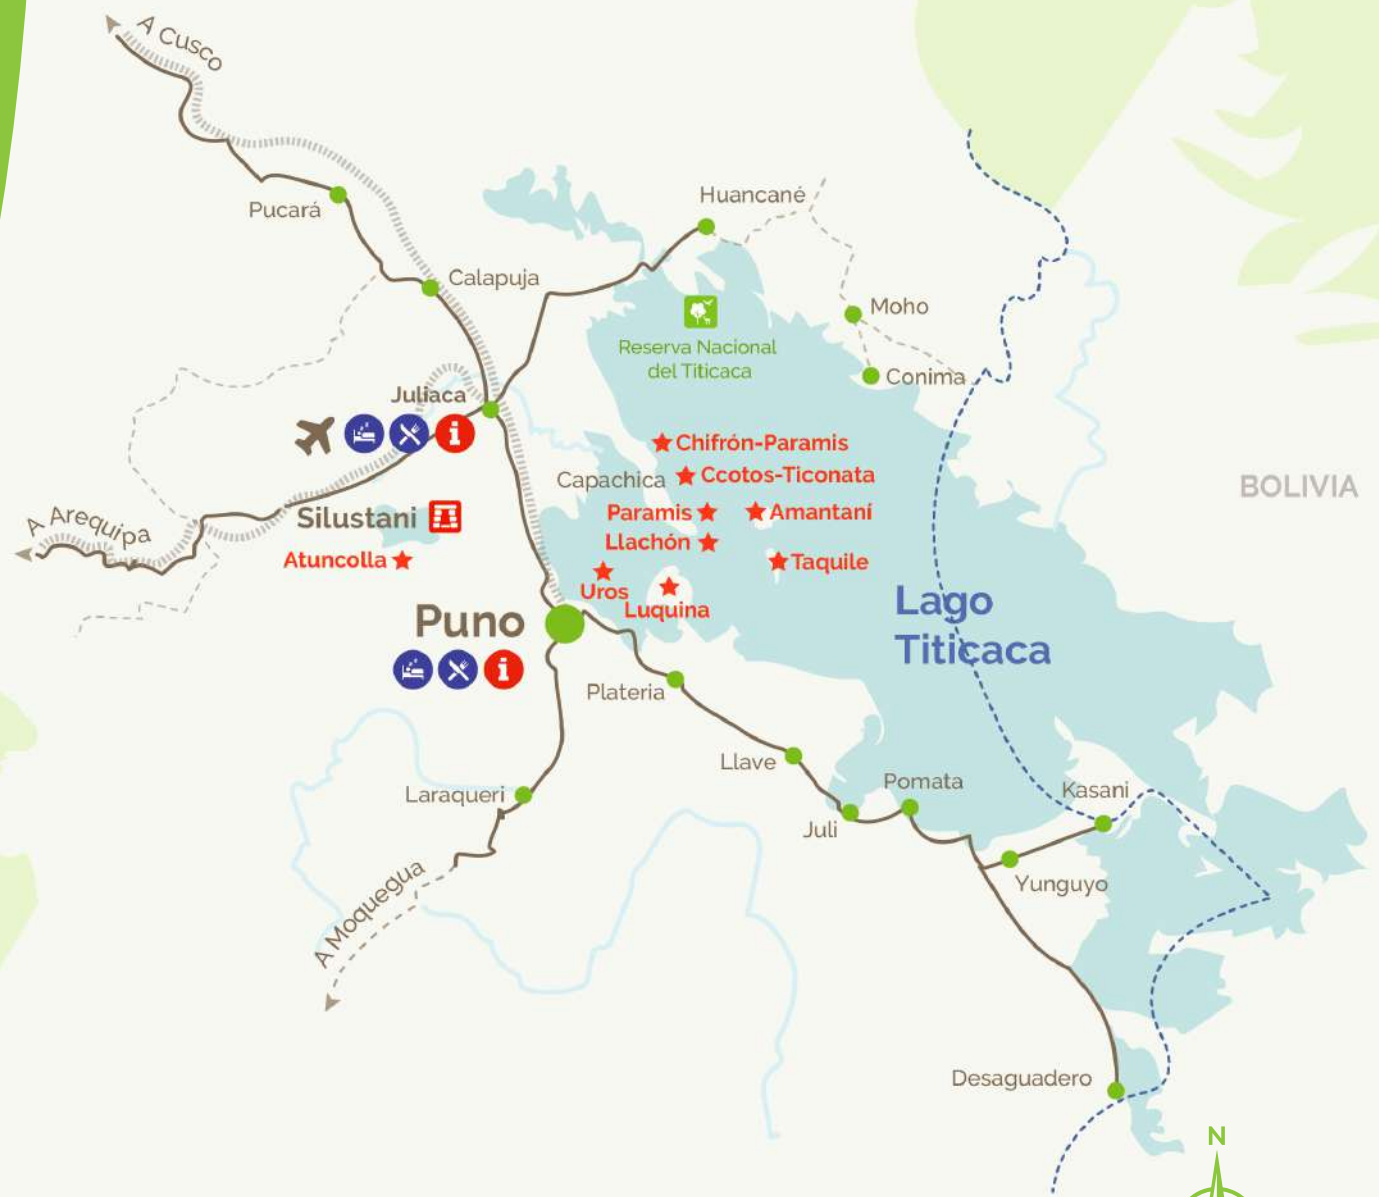 A Cusco
Huancané
Pucará
Calapuja
Moho
Reserva Nacional
del Titicaca
Conima
Juliaca
Chifrón-Paramis
Capachica
Ccotos-Ticonata
BOLIVIA
A Arequipa
Silustani
Paramis
Amantaní
Llachón
Atuncolla
Taquile
Uros
Luquina
Lago
Titicaca
Puno
Plateria
Llave
Pomata
Kasani
Laraqueri
Juli
Yunguyo
A Moquegua
Desaguadero
N